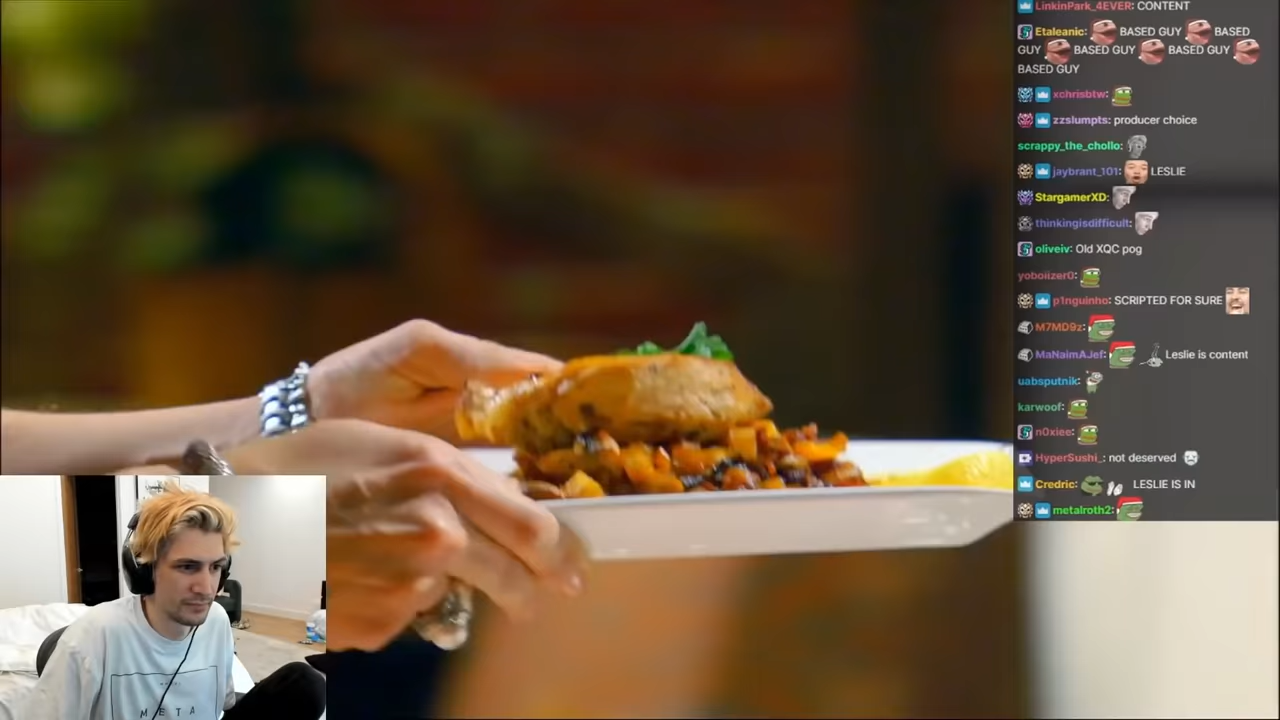 LinkinPark_4EVER: CONTENT
Etaleanic: BASED GUY BASED
GUY BASED GUY BASED GUY
BASED GUY
xchrisbtw:
zzslumpts: producer choice
scrappy_the_chollo:
jaybrant_101: LESLIE
StargamerXD:
thinkingisdifficult:
oliveiv: Old XQC pog
yoboiizer0:
p1nguinho: SCRIPTED FOR SURE
M7MD9z:
MaNaimAJef: Leslie is content
uabsputnik:
karwoof:
n0xiee:
HyperSushi_: not deserved
Credric: LESLIE IS IN
metalroth2:
META